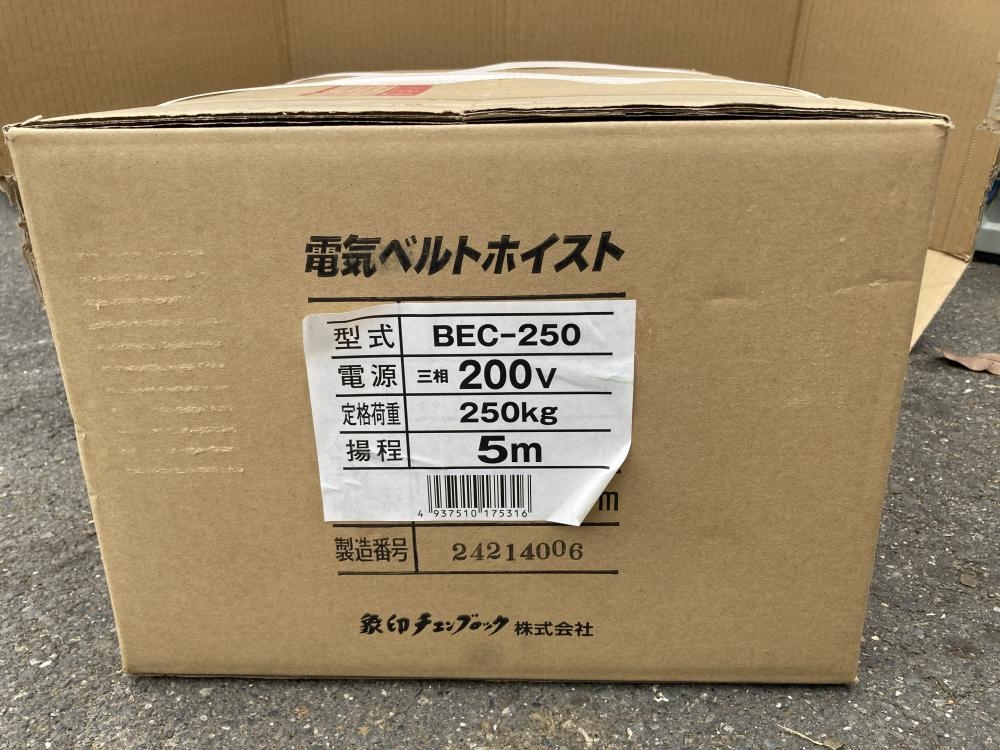 電気ベルトホイスト
型式 BEC-250
電源 三相 200V
定格荷重 250kg
揚程 5m
m
4 937510 175316
製造番号 24214006
象印チェンブロック 株式会社